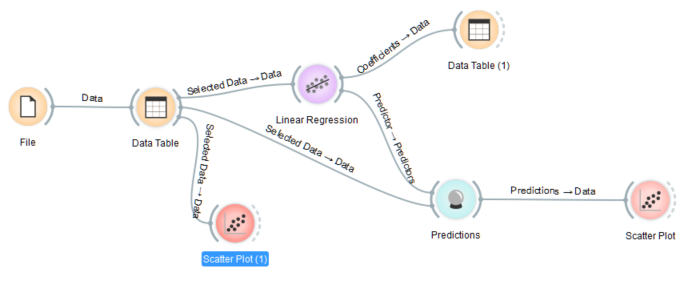 Coefficients → Data
Data Table (1)
Selected Data → Data
Linear Regression
Data
File
Data Table
Predictor → Predictors
Selected Data → Data
Selected Data → Data
Scatter Plot (1)
Predictions → Data
Predictions
Scatter Plot